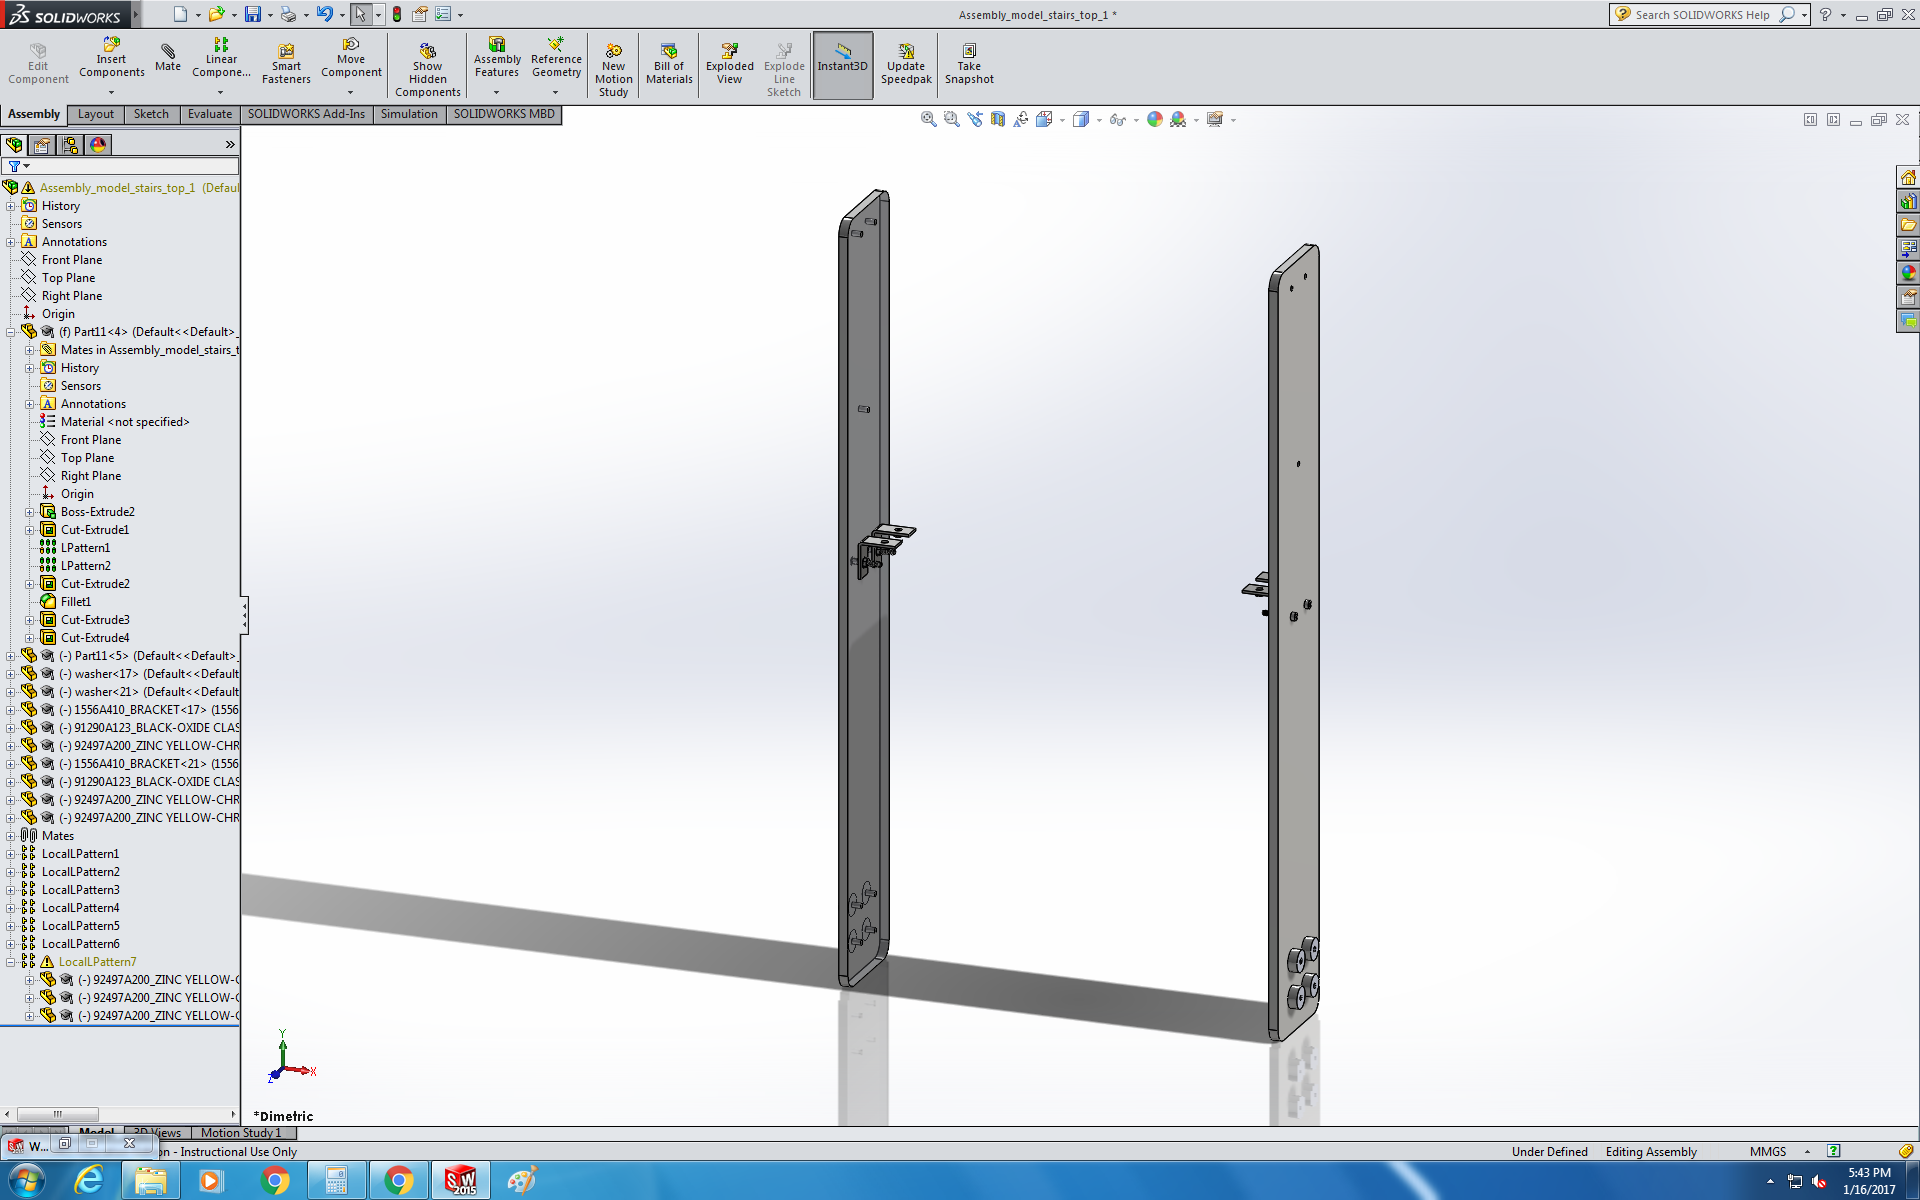 SOLIDWORKS
Assembly_model_stairs_top_1 *
Search SOLIDWORKS Help
Edit Component
Insert Components
Mate
Linear Compone...
Smart Fasteners
Move Component
Show Hidden Components
Assembly Features
Reference Geometry
New Motion Study
Bill of Materials
Exploded View
Explode Line Sketch
Instant3D
Update Speedpak
Take Snapshot
Assembly
Layout
Sketch
Evaluate
SOLIDWORKS Add-Ins
Simulation
SOLIDWORKS MBD
Assembly_model_stairs_top_1 (Defaul
History
Sensors
Annotations
Front Plane
Top Plane
Right Plane
Origin
(f) Part11<4> (Default<<Default>_
Mates in Assembly_model_stairs_t
History
Sensors
Annotations
Material <not specified>
Front Plane
Top Plane
Right Plane
Origin
Boss-Extrude2
Cut-Extrude1
LPattern1
LPattern2
Cut-Extrude2
Fillet1
Cut-Extrude3
Cut-Extrude4
(-) Part11<5> (Default<<Default>_
(-) washer<17> (Default<<Default
(-) washer<21> (Default<<Default
(-) 1556A410_BRACKET<17> (1556
(-) 91290A123_BLACK-OXIDE CLAS
(-) 92497A200_ZINC YELLOW-CHR
(-) 1556A410_BRACKET<21> (1556
(-) 91290A123_BLACK-OXIDE CLAS
(-) 92497A200_ZINC YELLOW-CHR
(-) 92497A200_ZINC YELLOW-CHR
Mates
LocalLPattern1
LocalLPattern2
LocalLPattern3
LocalLPattern4
LocalLPattern5
LocalLPattern6
LocalLPattern7
(-) 92497A200_ZINC YELLOW-C
(-) 92497A200_ZINC YELLOW-C
(-) 92497A200_ZINC YELLOW-C
Y
X
Z
*Dimetric
Model
3D Views
Motion Study 1
W...
on - Instructional Use Only
Under Defined
Editing Assembly
MMGS
SW 2015
5:43 PM
1/16/2017